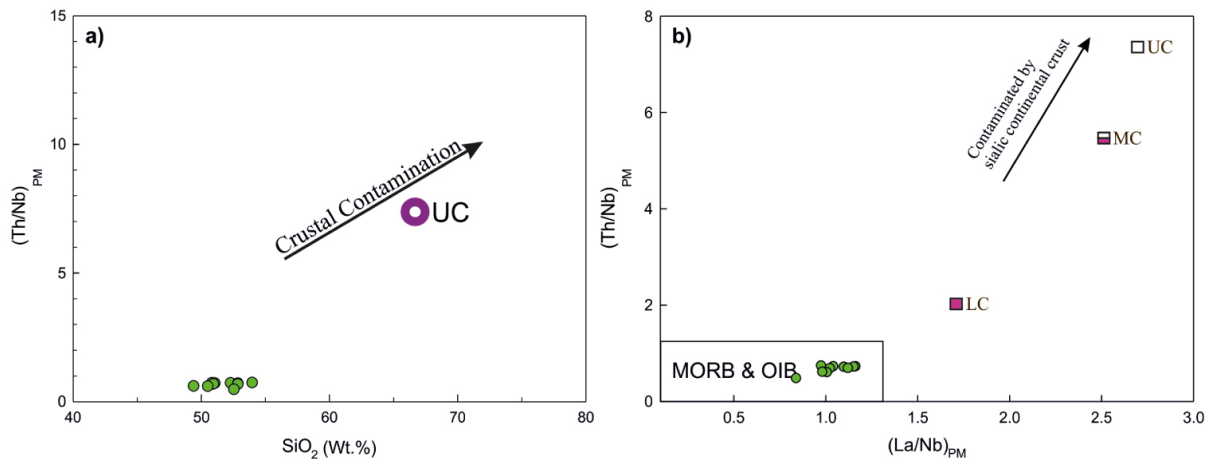 a)
15
10
5
0
(Th/Nb)PM
Crustal Contamination
UC
40
50
60
70
80
SiO2 (Wt.%)
b)
8
6
4
2
0
(Th/Nb)PM
Contaminated by
sialic continental crust
UC
MC
LC
MORB & OIB
0.5
1.0
1.5
2.0
2.5
3.0
(La/Nb)PM